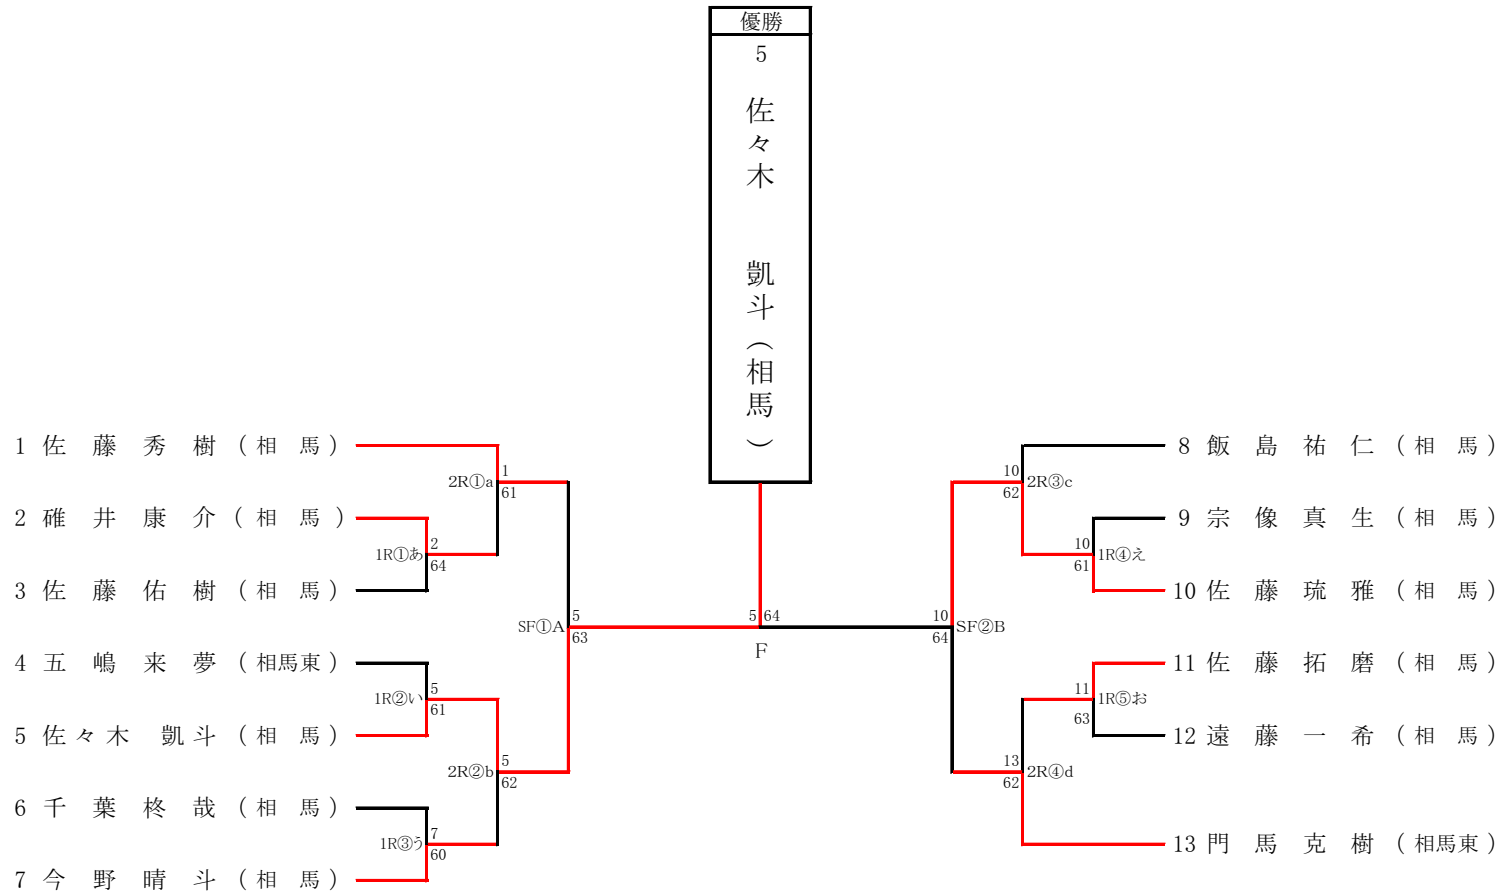 優勝
5
佐々木 凱斗（相馬）
1 佐藤秀樹（相馬）
2 碓井康介（相馬）
3 佐藤佑樹（相馬）
4 五嶋来夢（相馬東）
5 佐々木凱斗（相馬）
6 千葉柊哉（相馬）
7 今野晴斗（相馬）
2R①a
1
61
1R①あ
2
64
SF①A
5
63
1R②い
5
61
2R②b
5
62
1R③う
7
60
5 64
F
10
62
2R③c
10
61
1R④え
10
64
SF②B
11
63
1R⑤お
13
62
2R④d
8 飯島祐仁（相馬）
9 宗像真生（相馬）
10 佐藤琉雅（相馬）
11 佐藤拓磨（相馬）
12 遠藤一希（相馬）
13 門馬克樹（相馬東）